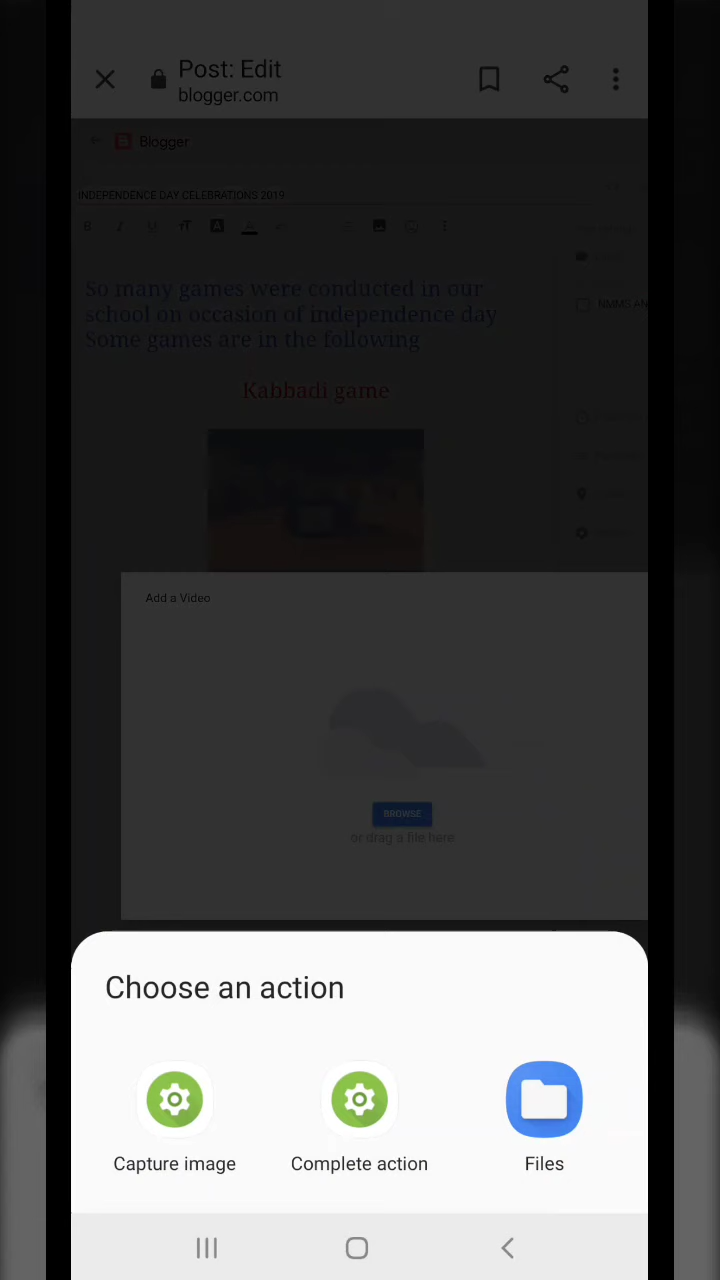 Post: Edit
blogger.com
Blogger
INDEPENDENCE DAY CELEBRATIONS 2019
So many games were conducted in our
school on occasion of independence day
Some games are in the following
NMMS
Kabbadi game
Add a Video
BROWSE
or drag a file here
Choose an action
Capture image
Complete action
Files